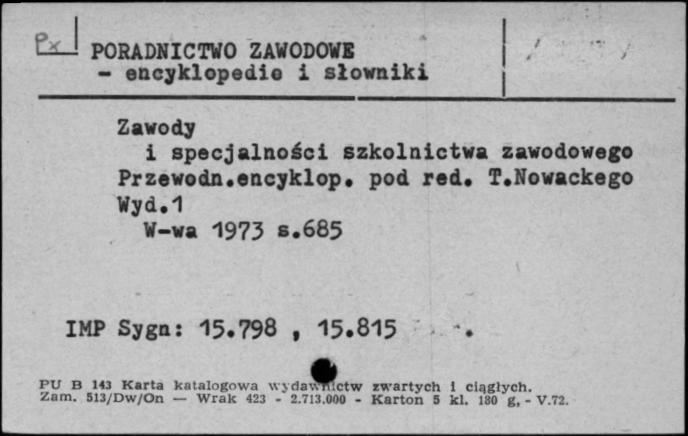 Px
PORADNICTWO ZAWODOWE
- encyklopedie i słowniki
Zawody
i specjalności szkolnictwa zawodowego
Przewodn.encyklop. pod red. T.Nowackego
Wyd.1
W-wa 1973 s.685
IMP Sygn: 15.798 , 15.815 .
PU B 143 Karta katalogowa wydawnictw zwartych i ciągłych.
Zam. 513/Dw/On — Wrak 423 - 2.713.000 - Karton 5 kl. 180 g, - V.72.